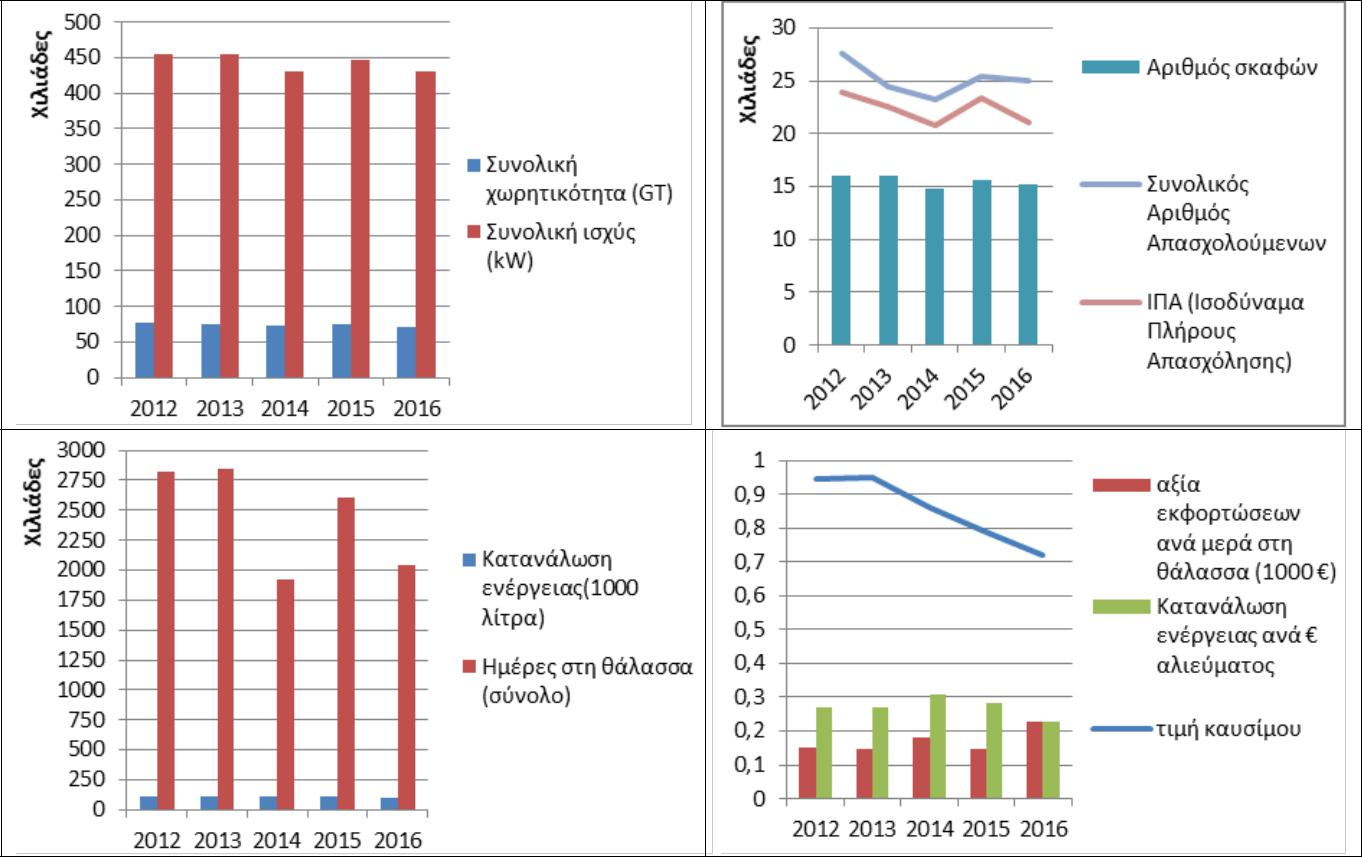 Χιλιάδες
500
450
400
350
300
250
200
150
100
50
0
2012 2013 2014 2015 2016
Συνολική
χωρητικότητα (GT)
Συνολική ισχύς
(kW)
Χιλιάδες
30
25
20
15
10
5
0
2012 2013 2014 2015 2016
Αριθμός σκαφών
Συνολικός
Αριθμός
Απασχολούμενων
ΙΠΑ (Ισοδύναμα
Πλήρους
Απασχόλησης)
Χιλιάδες
3000
2750
2500
2250
2000
1750
1500
1250
1000
750
500
250
0
2012 2013 2014 2015 2016
Κατανάλωση
ενέργειας(1000
λίτρα)
Ημέρες στη θάλασσα
(σύνολο)
1
0,9
0,8
0,7
0,6
0,5
0,4
0,3
0,2
0,1
0
2012 2013 2014 2015 2016
αξία
εκφορτώσεων
ανά μερά στη
θάλασσα (1000 €)
Κατανάλωση
ενέργειας ανά €
αλιεύματος
τιμή καυσίμου